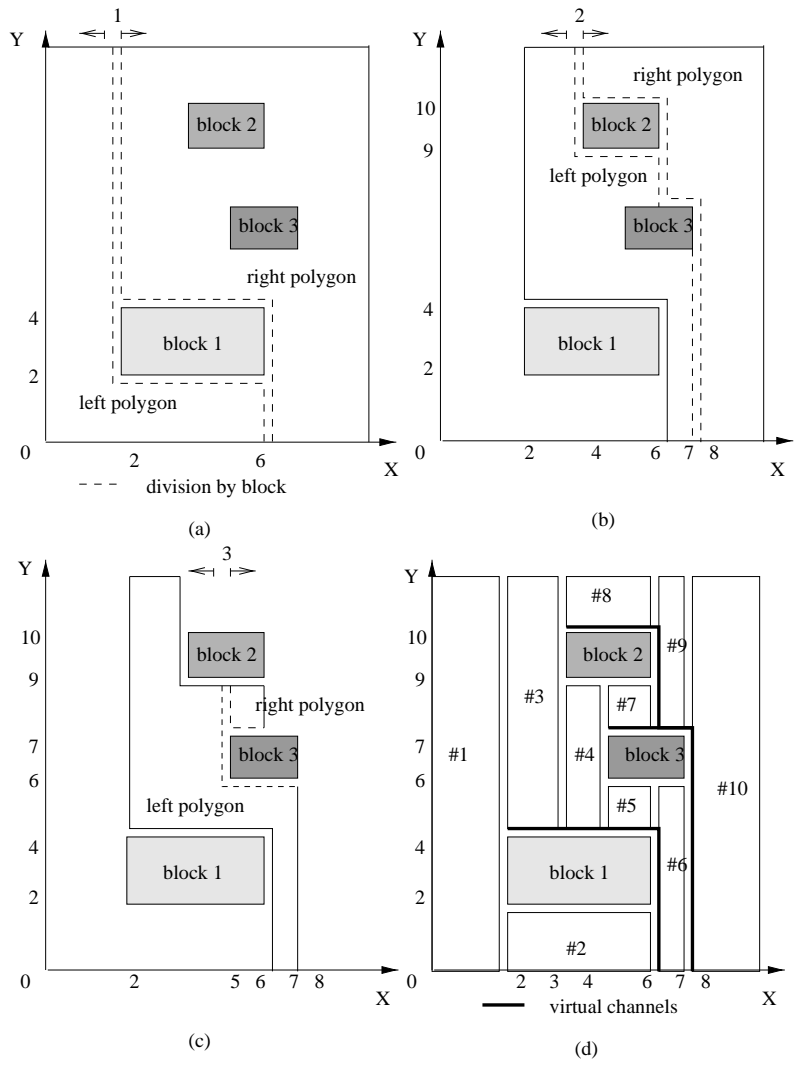 1
Y
block 2
block 3
right polygon
4
block 1
2
left polygon
0
2
6
X
division by block
(a)
2
Y
right polygon
10
block 2
9
left polygon
block 3
4
block 1
2
0
2
4
6
7
8
X
(b)
3
Y
10
block 2
9
right polygon
7
block 3
6
left polygon
4
block 1
2
0
2
5
6
7
8
X
(c)
Y
#8
10
block 2
#9
9
#3
#7
7
#1
#4
block 3
6
#10
#5
4
block 1
#6
2
#2
0
2
3
4
6
7
8
X
virtual channels
(d)